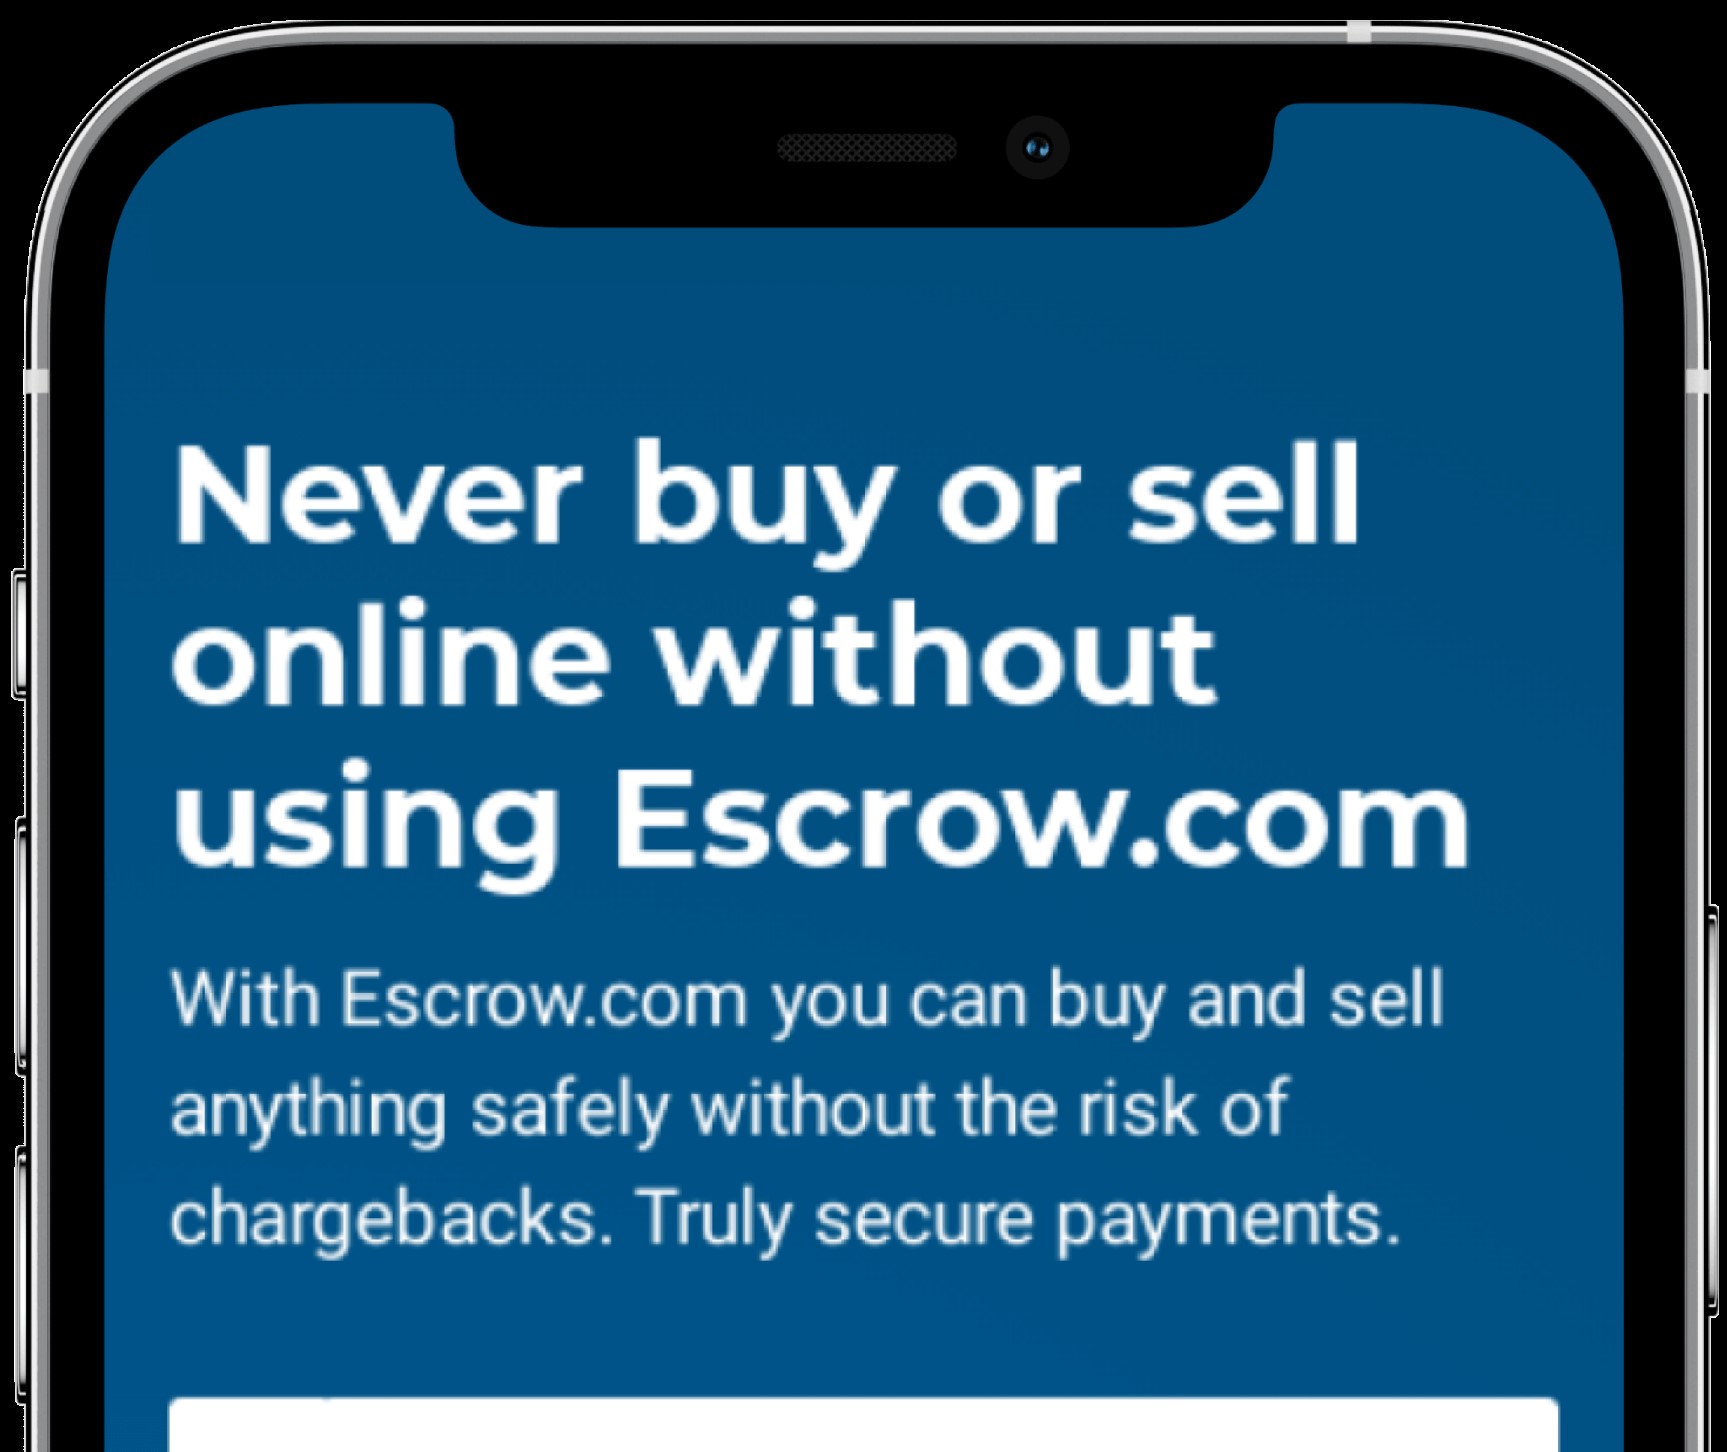 Never buy or sell
online without
using Escrow.com
With Escrow.com you can buy and sell
anything safely without the risk of
chargebacks. Truly secure payments.